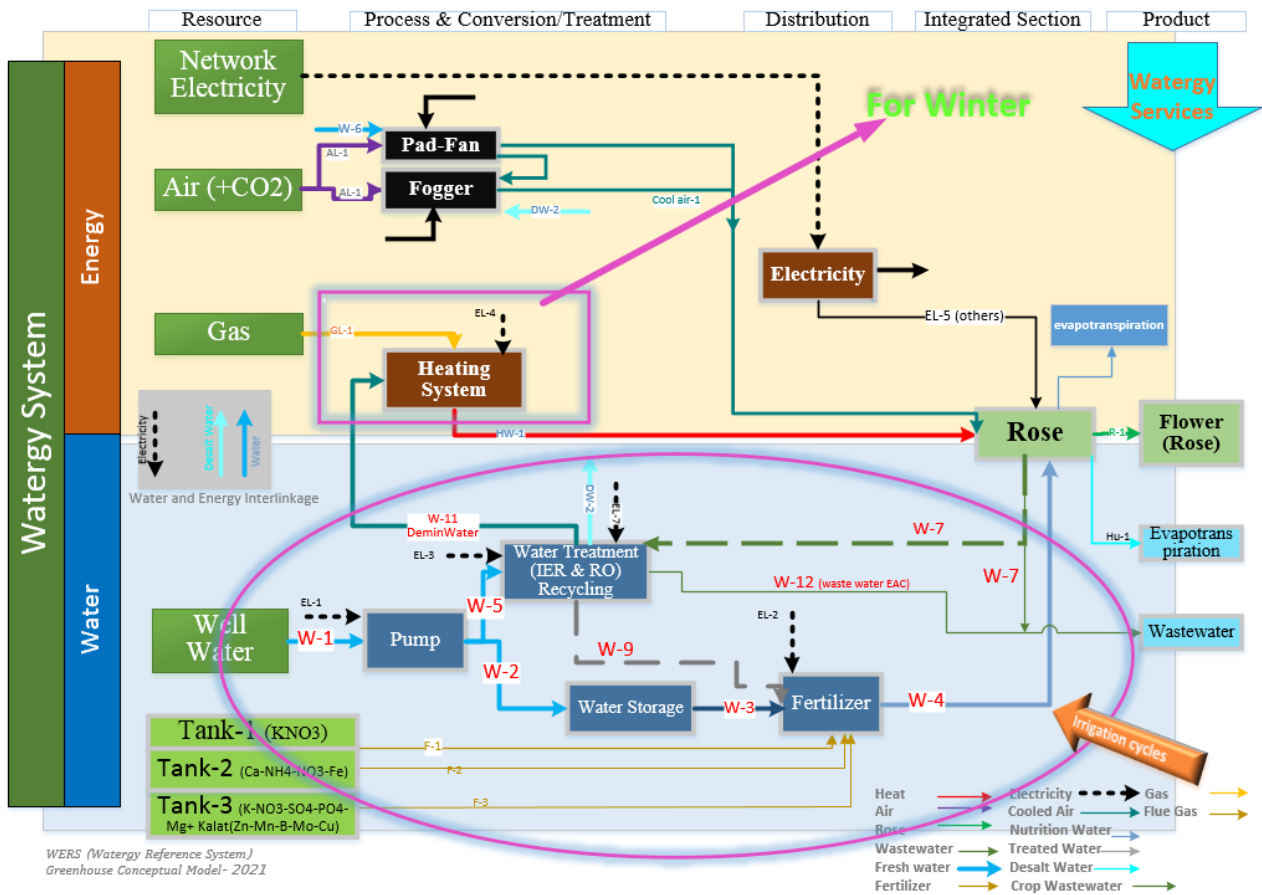 Resource
Process & Conversion/Treatment
Distribution
Integrated Section
Product
Watergy System
Energy
Water
Network
Electricity
For Winter
Watergy
Services
W-6
Pad-Fan
AL-1
Air (+CO2)
AL-1
Fogger
Cool air-1
DW-2
Electricity
EL-4
GL-1
Gas
EL-5 (others)
evapotranspiration
Heating
System
Electricity
Desalt Water
Water
Water and Energy Interlinkage
HW-1
Rose
R-1
Flower
(Rose)
DW-2
EL-7
W-11
DeminWater
W-7
Hu-1
Evapotrans
piration
EL-3
Water Treatment
(IER & RO)
Recycling
W-7
W-12 (waste water EAC)
W-5
EL-1
Well
Water
W-1
Pump
EL-2
Wastewater
W-9
W-2
Water Storage
W-3
Fertilizer
W-4
Irrigation cycles
Tank-1 (KNO3)
F-1
Tank-2 (Ca-NH4-NO3-Fe)
F-2
Tank-3 (K-NO3-SO4-PO4-
Mg+ Kalat(Zn-Mn-B-Mo-Cu)
F-3
Heat
Electricity
Gas
Air
Cooled Air
Flue Gas
Rose
Nutrition Water
Wastewater
Treated Water
Fresh water
Desalt Water
Fertilizer
Crop Wastewater
WERS (Watergy Reference System)
Greenhouse Conceptual Model- 2021